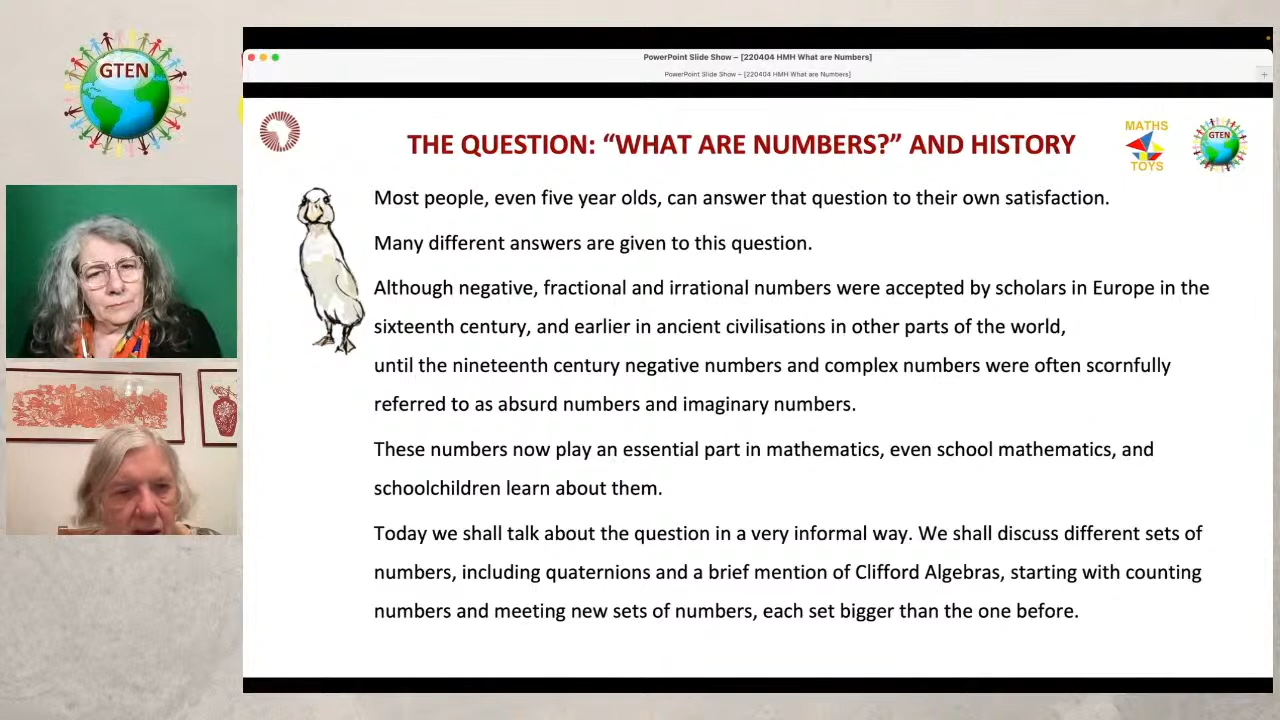 GTEN
PowerPoint Slide Show – [220404 HMH What are Numbers]
PowerPoint Slide Show – [220404 HMH What are Numbers]
THE QUESTION: “WHAT ARE NUMBERS?” AND HISTORY
MATHS
TOYS
GTEN
Most people, even five year olds, can answer that question to their own satisfaction.
Many different answers are given to this question.
Although negative, fractional and irrational numbers were accepted by scholars in Europe in the
sixteenth century, and earlier in ancient civilisations in other parts of the world,
until the nineteenth century negative numbers and complex numbers were often scornfully
referred to as absurd numbers and imaginary numbers.
These numbers now play an essential part in mathematics, even school mathematics, and
schoolchildren learn about them.
Today we shall talk about the question in a very informal way. We shall discuss different sets of
numbers, including quaternions and a brief mention of Clifford Algebras, starting with counting
numbers and meeting new sets of numbers, each set bigger than the one before.